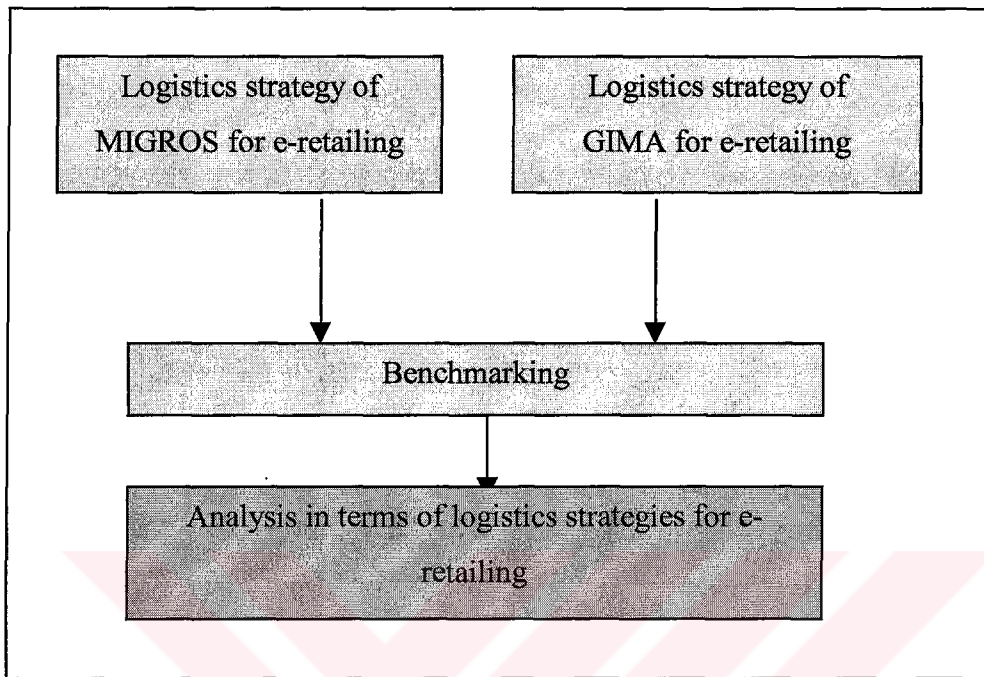 Logistics strategy of
MIGROS for e-retailing
Logistics strategy of
GIMA for e-retailing
Benchmarking
Analysis in terms of logistics strategies for e-
retailing